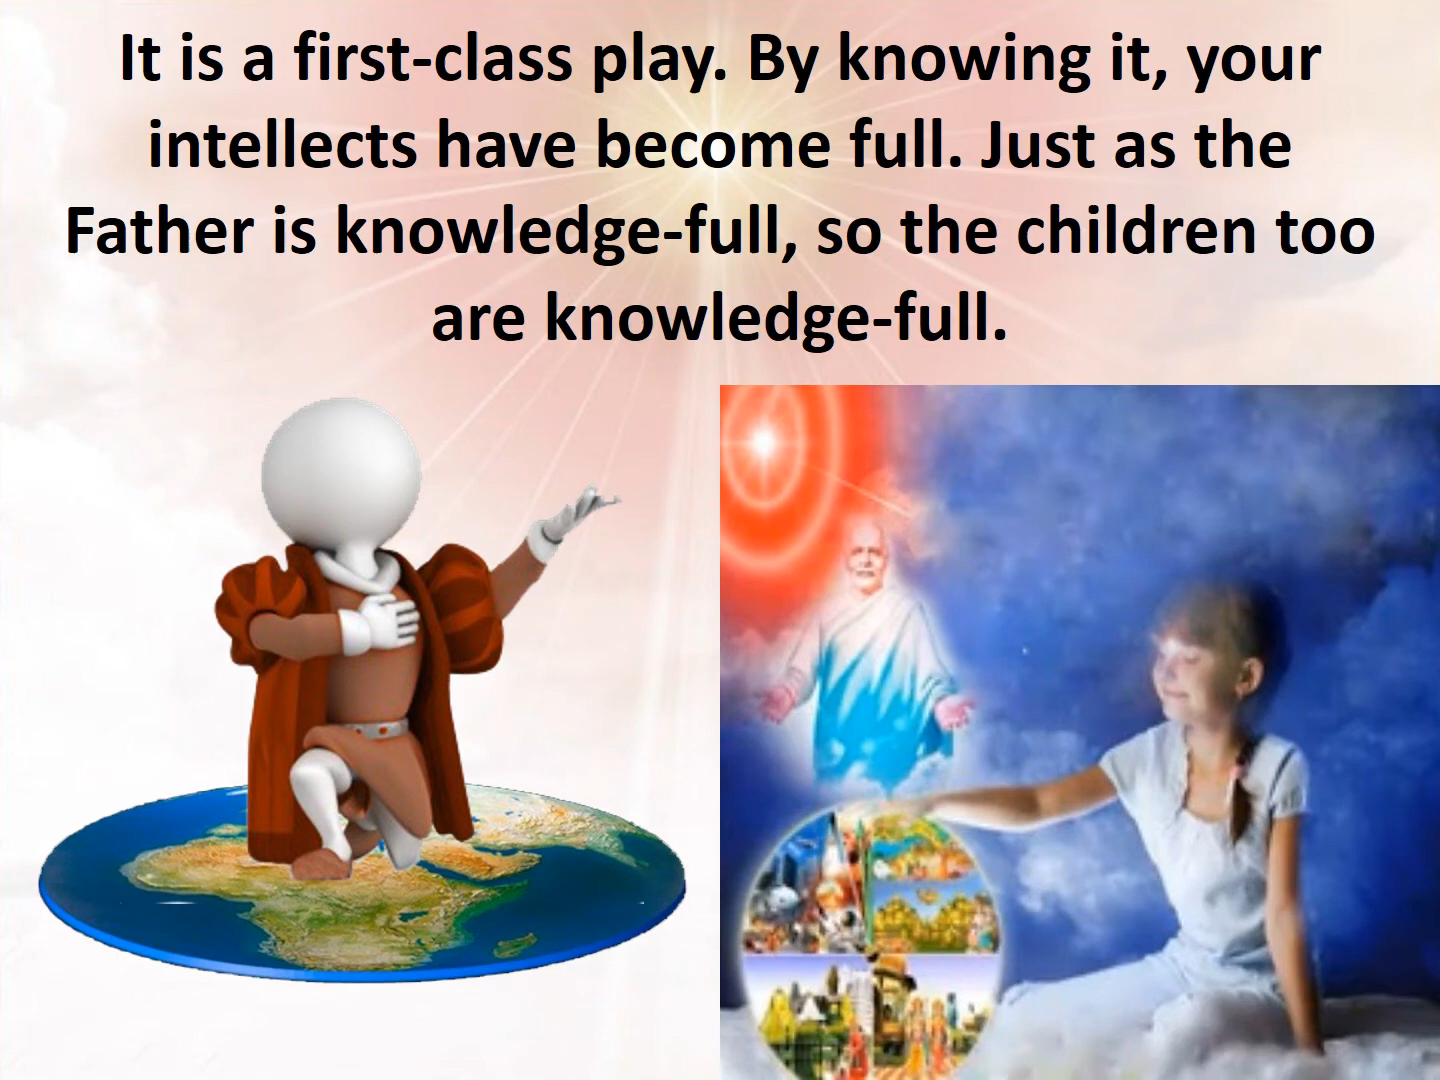 It is a first-class play. By knowing it, your
intellects have become full. Just as the
Father is knowledge-full, so the children too
are knowledge-full.